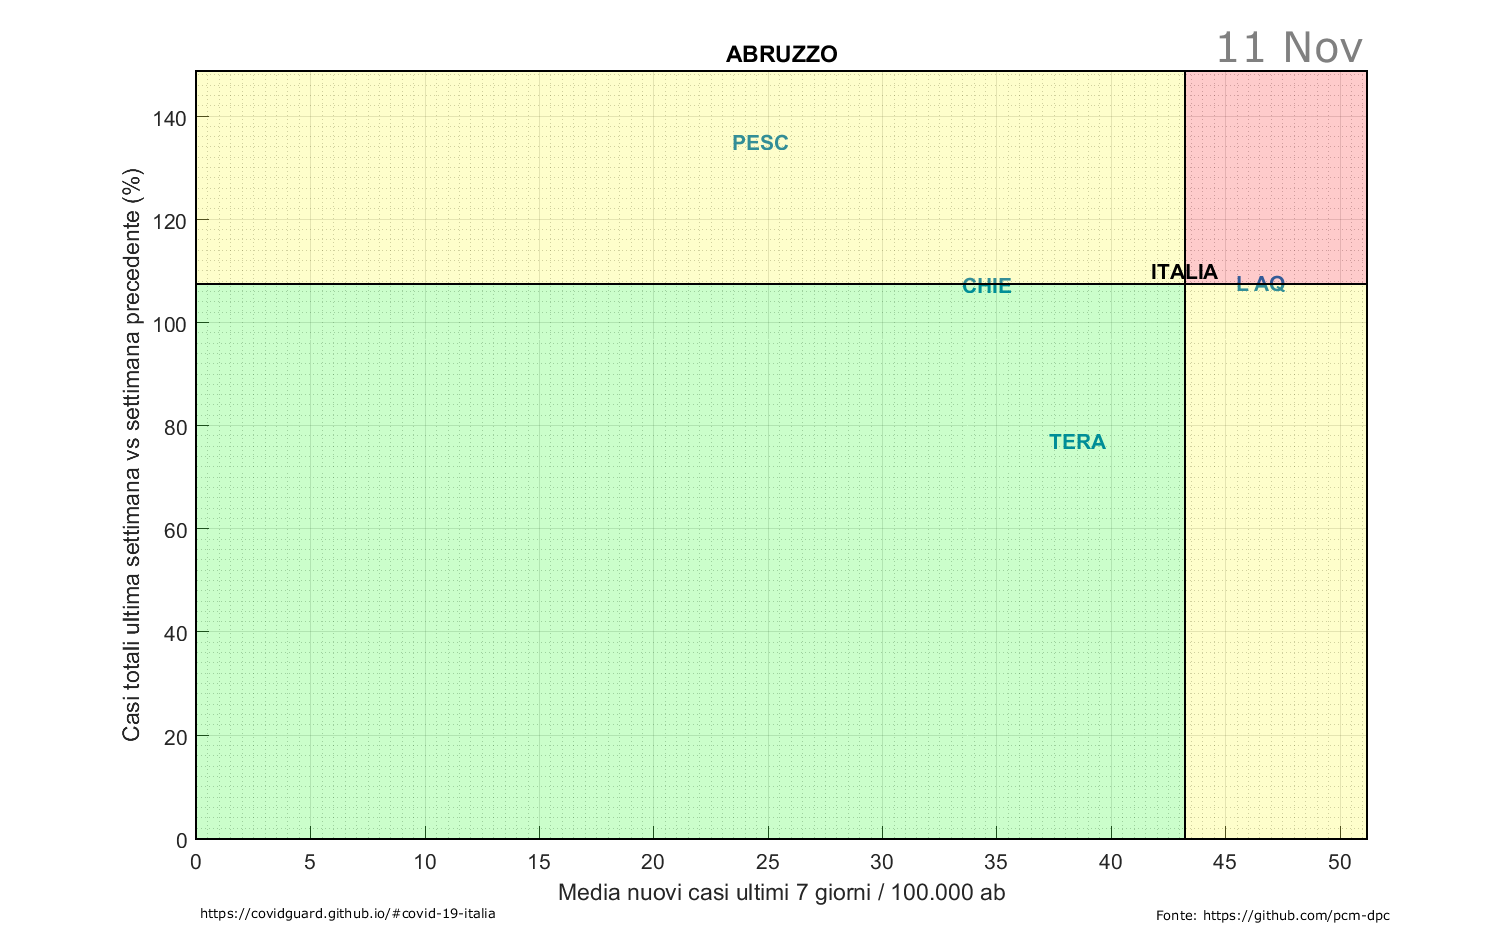 ABRUZZO
11 Nov
Casi totali ultima settimana vs settimana precedente (%)
140
120
100
80
60
40
20
0
PESC
ITALIA
CHIE
L AQ
TERA
0 5 10 15 20 25 30 35 40 45 50
Media nuovi casi ultimi 7 giorni / 100.000 ab
https://covidguard.github.io/#covid-19-italia
Fonte: https://github.com/pcm-dpc